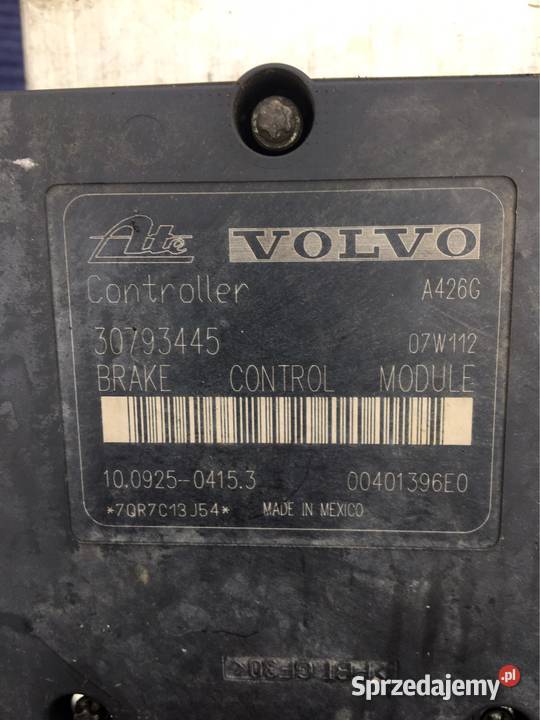 Ate VOLVO
Controller A426G
30793445 07W112
BRAKE CONTROL MODULE
10.0925-0415.3 00401396E0
*7QR7C13J54* MADE IN MEXICO
Sprzedajemy.pl